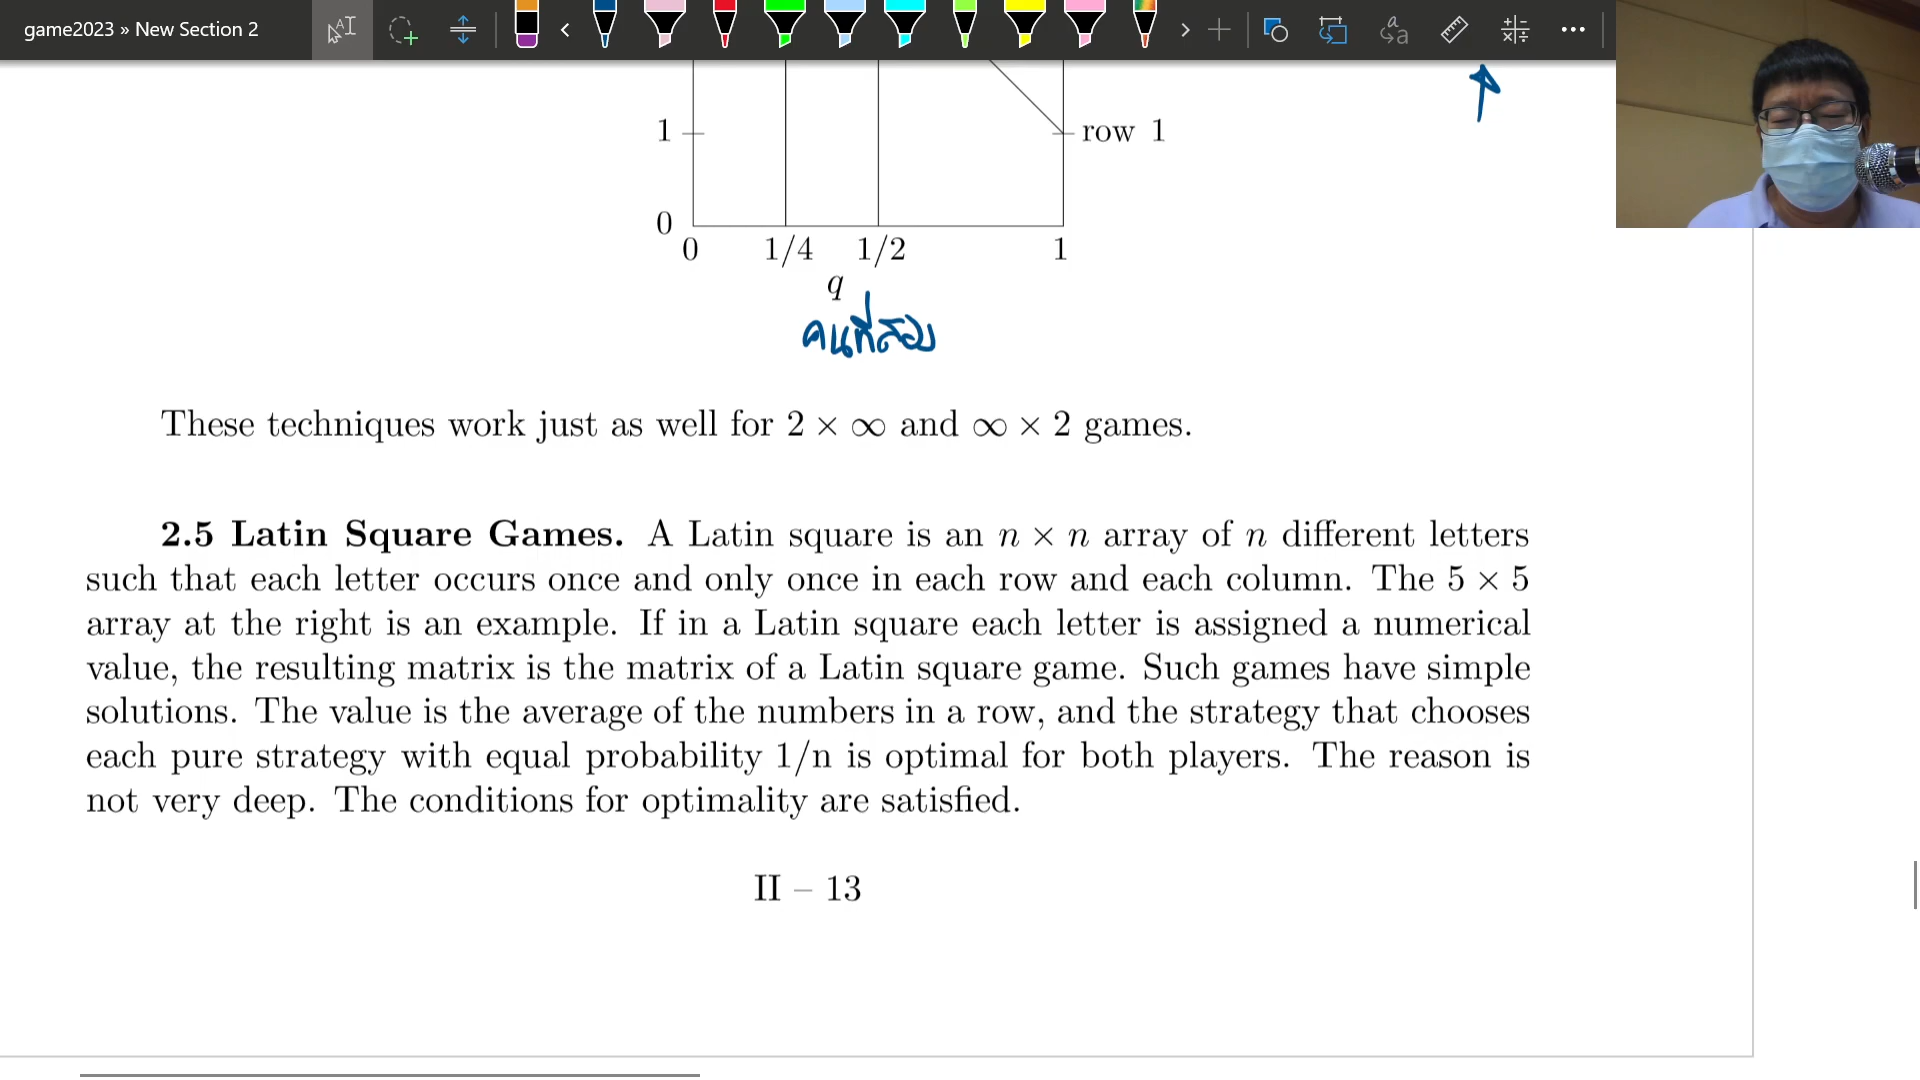 game2023 » New Section 2
1
row 1
0
0 1/4 1/2 1
q
คนที่สอง
These techniques work just as well for 2 × ∞ and ∞ × 2 games.
2.5 Latin Square Games. A Latin square is an n × n array of n different letters
such that each letter occurs once and only once in each row and each column. The 5 × 5
array at the right is an example. If in a Latin square each letter is assigned a numerical
value, the resulting matrix is the matrix of a Latin square game. Such games have simple
solutions. The value is the average of the numbers in a row, and the strategy that chooses
each pure strategy with equal probability 1/n is optimal for both players. The reason is
not very deep. The conditions for optimality are satisfied.
II – 13